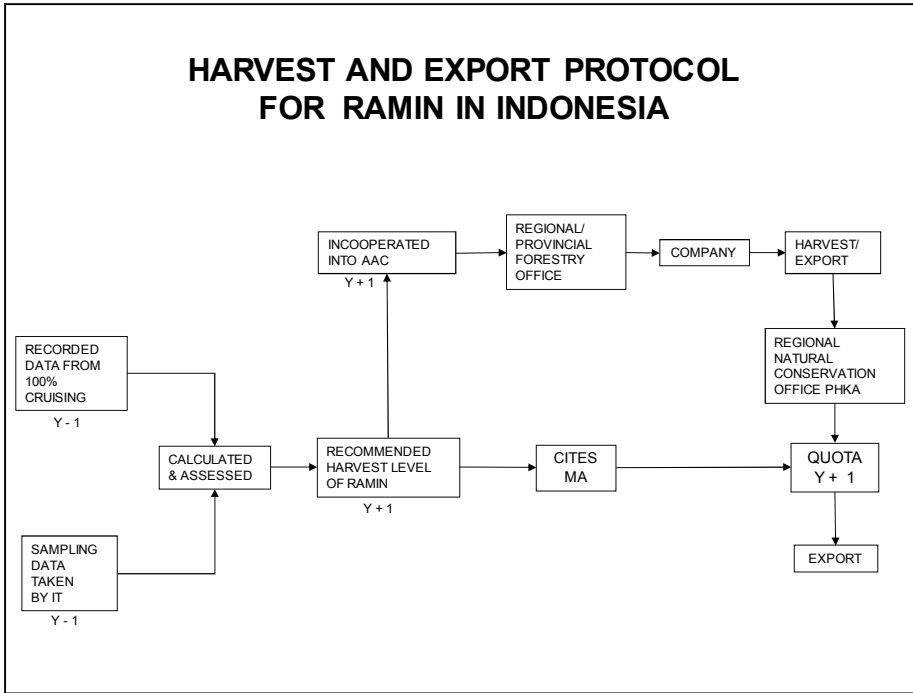 HARVEST AND EXPORT PROTOCOL
FOR RAMIN IN INDONESIA
INCOOPERATED
INTO AAC
Y + 1
REGIONAL/
PROVINCIAL
FORESTRY
OFFICE
COMPANY
HARVEST/
EXPORT
RECORDED
DATA FROM
100%
CRUISING
Y - 1
REGIONAL
NATURAL
CONSERVATION
OFFICE PHKA
CALCULATED
& ASSESSED
RECOMMENDED
HARVEST LEVEL
OF RAMIN
Y + 1
CITES
MA
QUOTA
Y + 1
SAMPLING
DATA
TAKEN
BY IT
Y - 1
EXPORT